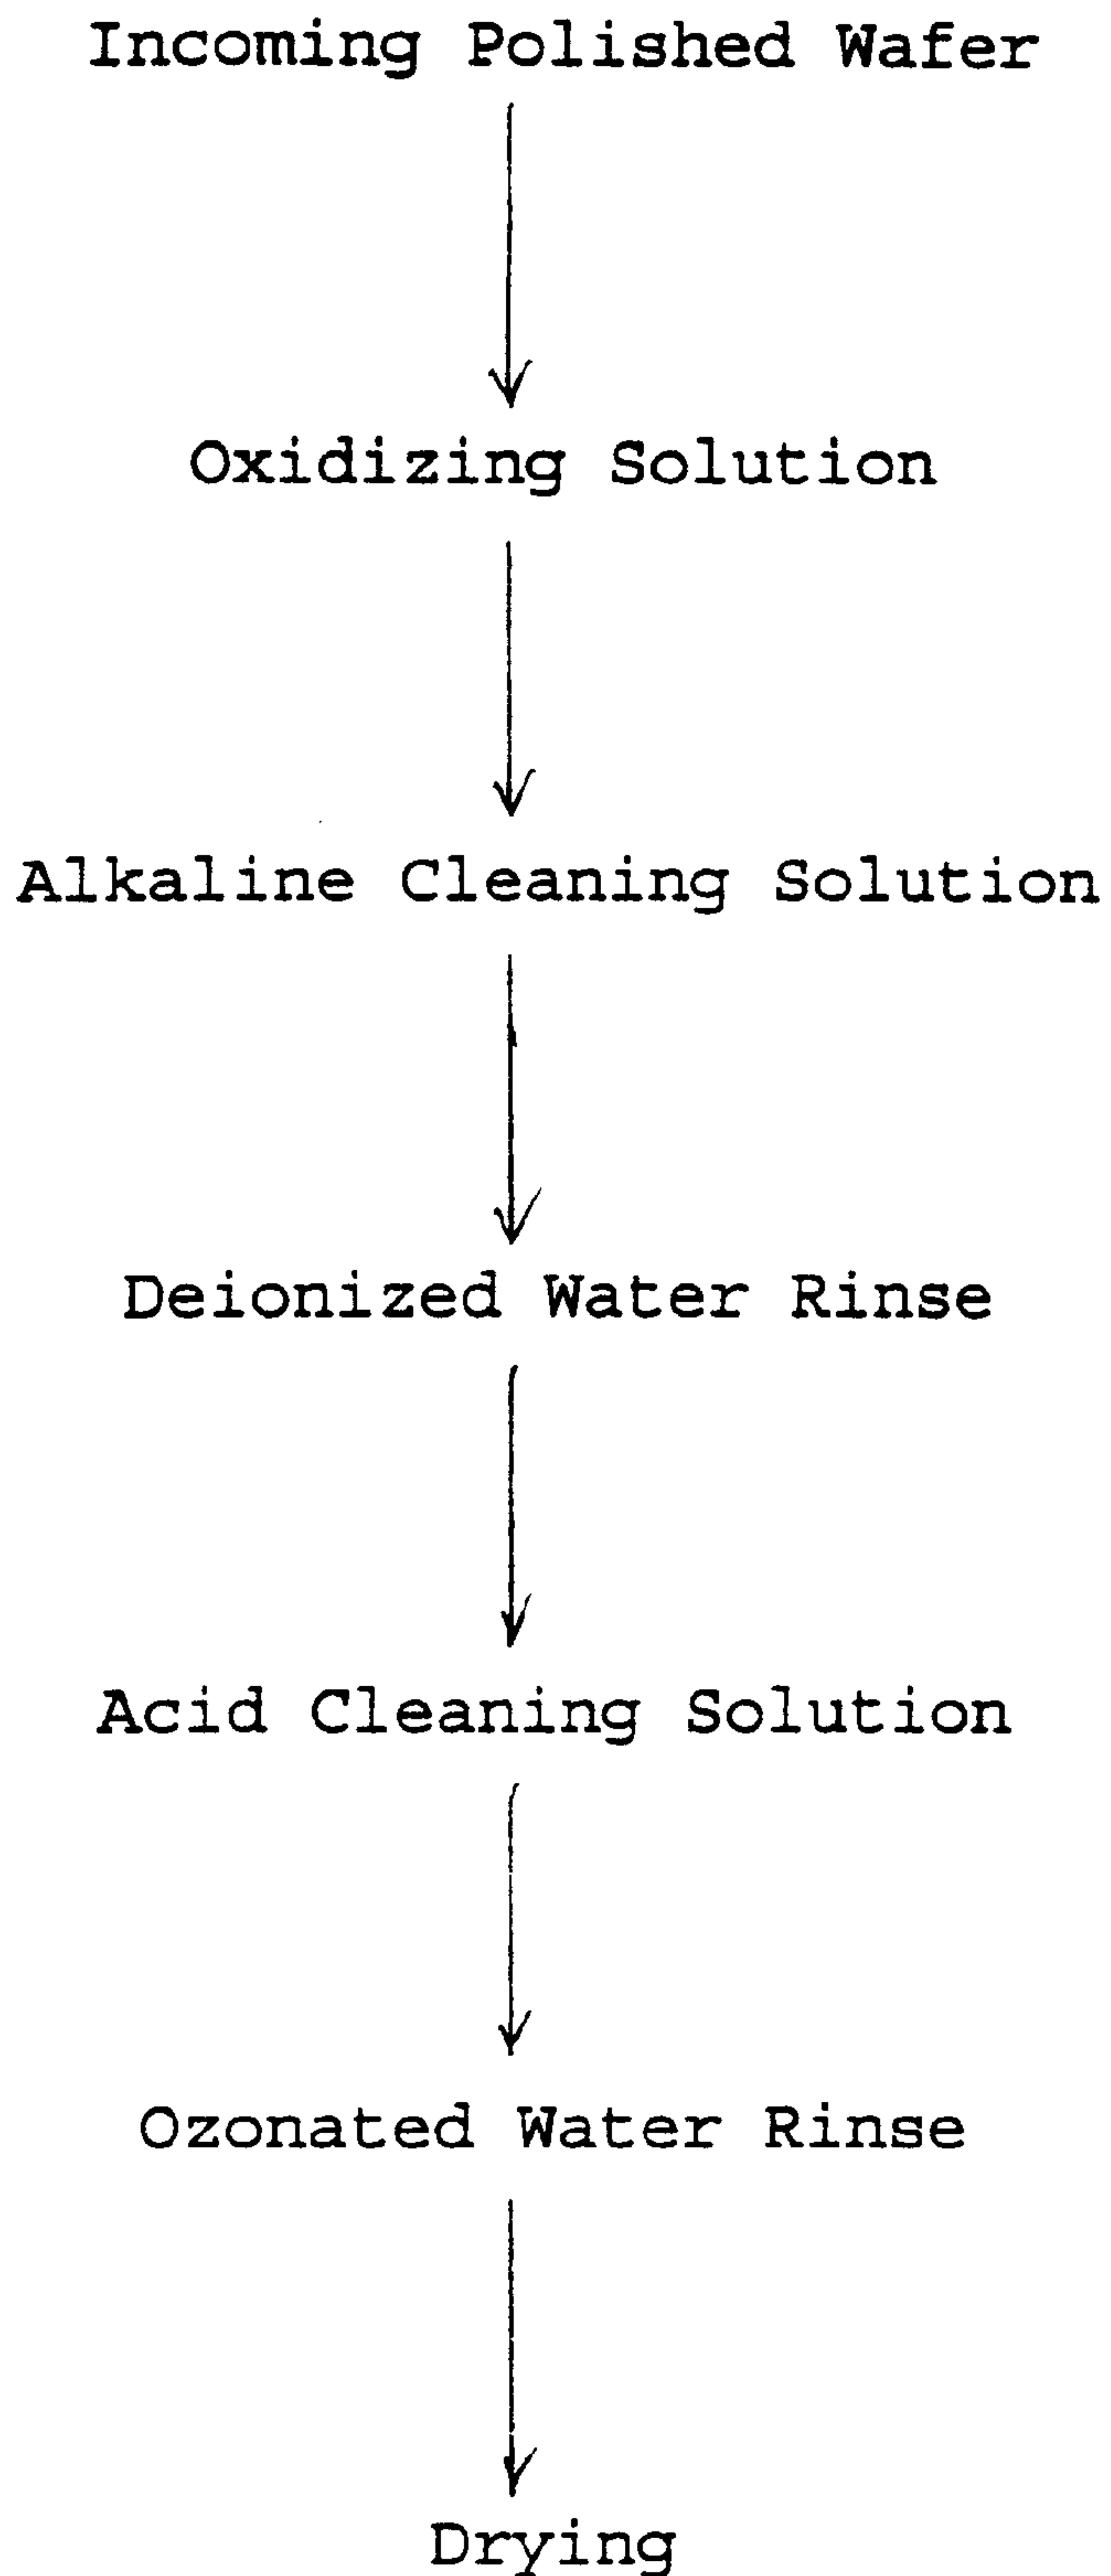 Incoming Polished Wafer
Oxidizing Solution
Alkaline Cleaning Solution
Deionized Water Rinse
Acid Cleaning Solution
Ozonated Water Rinse
Drying